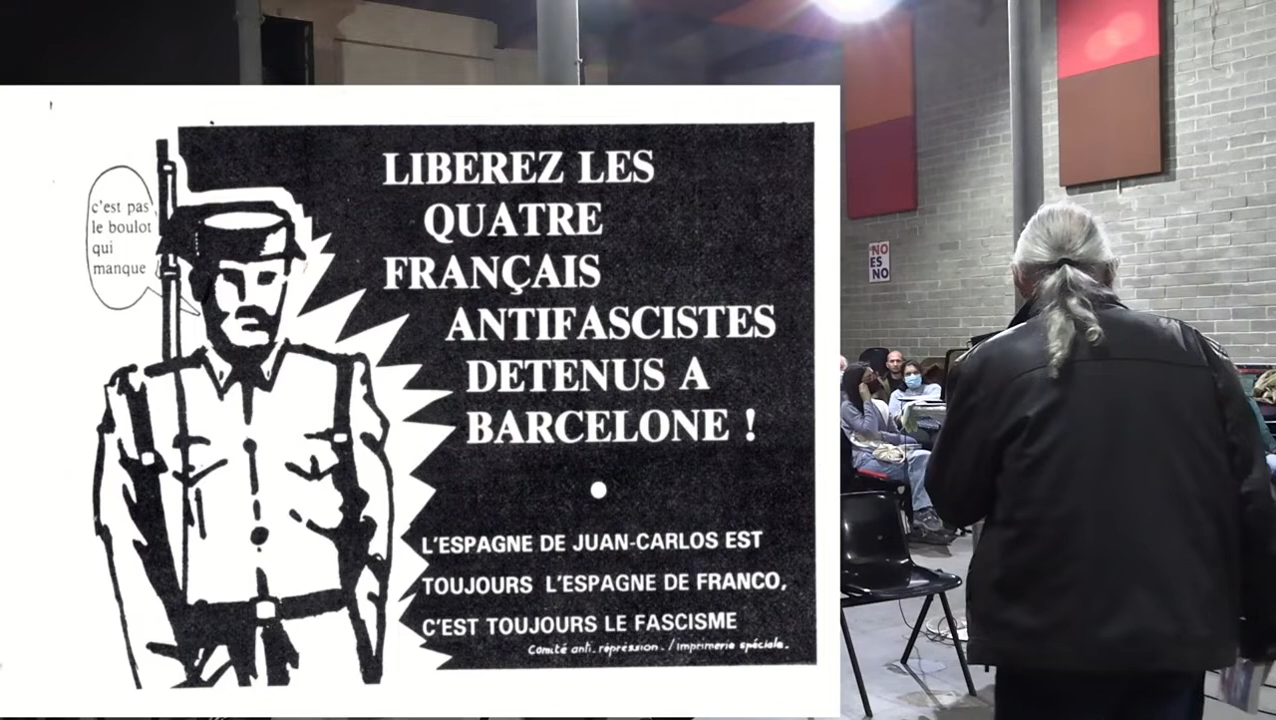 c'est pas
le boulot
qui
manque
LIBEREZ LES
QUATRE
FRANÇAIS
ANTIFASCISTES
DETENUS A
BARCELONE !
L'ESPAGNE DE JUAN-CARLOS EST
TOUJOURS L'ESPAGNE DE FRANCO,
C'EST TOUJOURS LE FASCISME
Comité anti.répression./imprimerie spéciale.
NO
ES
NO